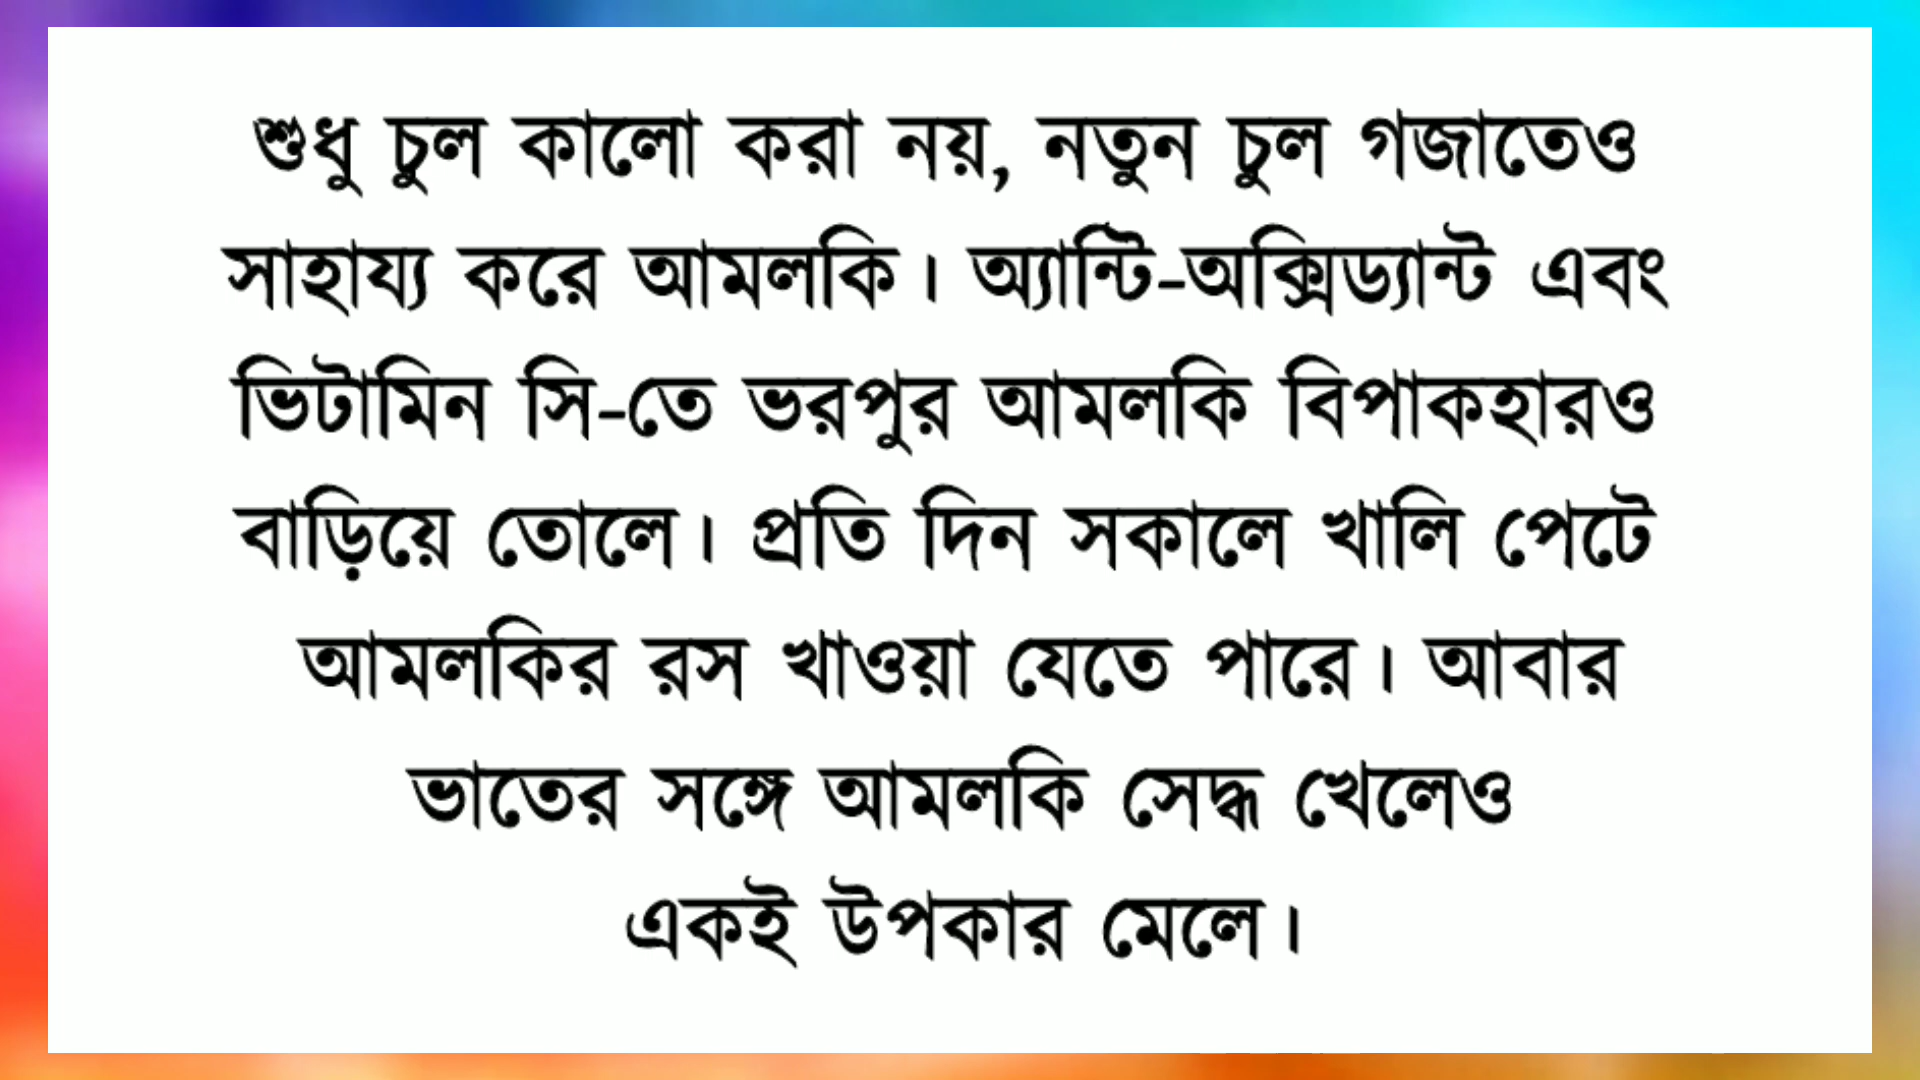 শুধু চুল কালো করা নয়, নতুন চুল গজাতেও
সাহায্য করে আমলকি। অ্যান্টি-অক্সিড্যান্ট এবং
ভিটামিন সি-তে ভরপুর আমলকি বিপাকহারও
বাড়িয়ে তোলে। প্রতি দিন সকালে খালি পেটে
আমলকির রস খাওয়া যেতে পারে। আবার
ভাতের সঙ্গে আমলকি সেদ্ধ খেলেও
একই উপকার মেলে।